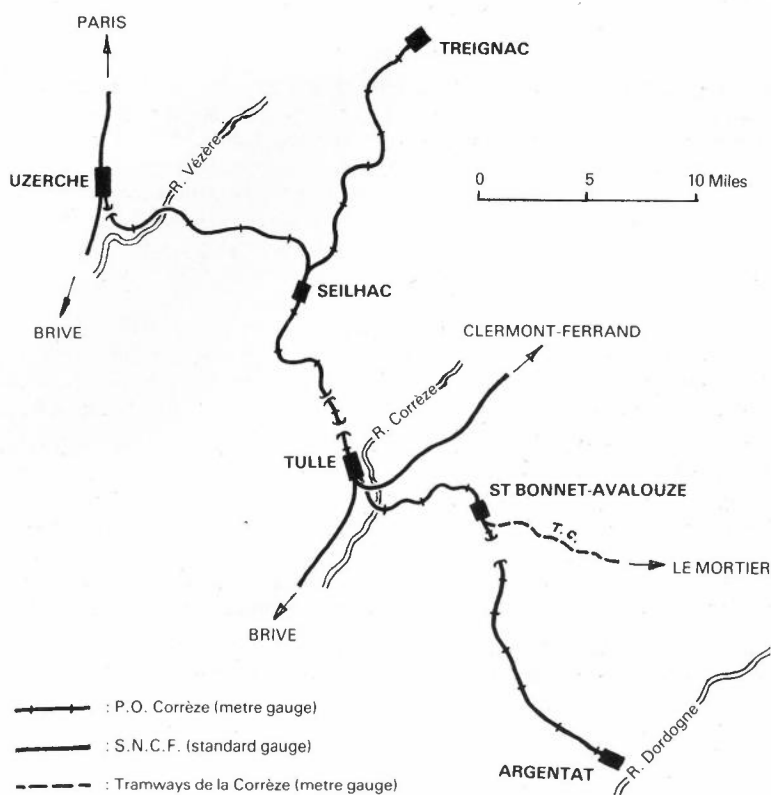 PARIS
TREIGNAC
R. Vézère
UZERCHE
0 5 10 Miles
SEILHAC
BRIVE
CLERMONT-FERRAND
R. Corrèze
TULLE
ST BONNET-AVALOUZE
T. C.
LE MORTIER
BRIVE
: P.O. Corrèze (metre gauge)
: S.N.C.F. (standard gauge)
R. Dordogne
ARGENTAT
: Tramways de la Corrèze (metre gauge)